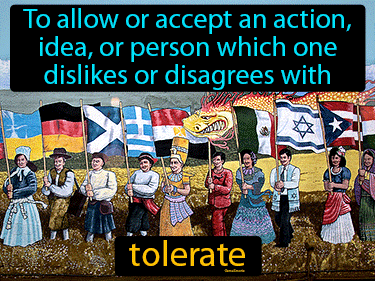 To allow or accept an action,
idea, or person which one
dislikes or disagrees with
tolerate